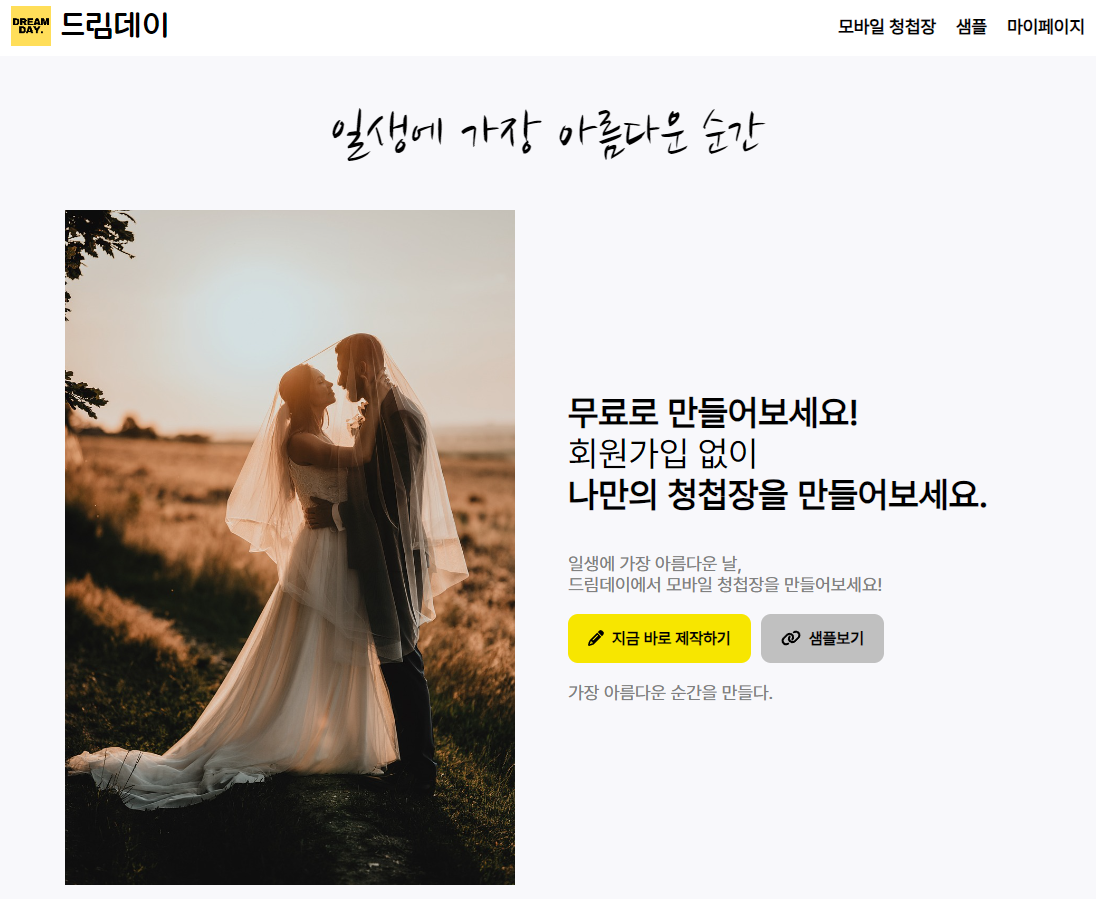 DREAM
DAY.
드림데이
모바일 청첩장 샘플 마이페이지
일생에 가장 아름다운 순간
무료로 만들어보세요!
회원가입 없이
나만의 청첩장을 만들어보세요.
일생에 가장 아름다운 날,
드림데이에서 모바일 청첩장을 만들어보세요!
지금 바로 제작하기 샘플보기
가장 아름다운 순간을 만들다.